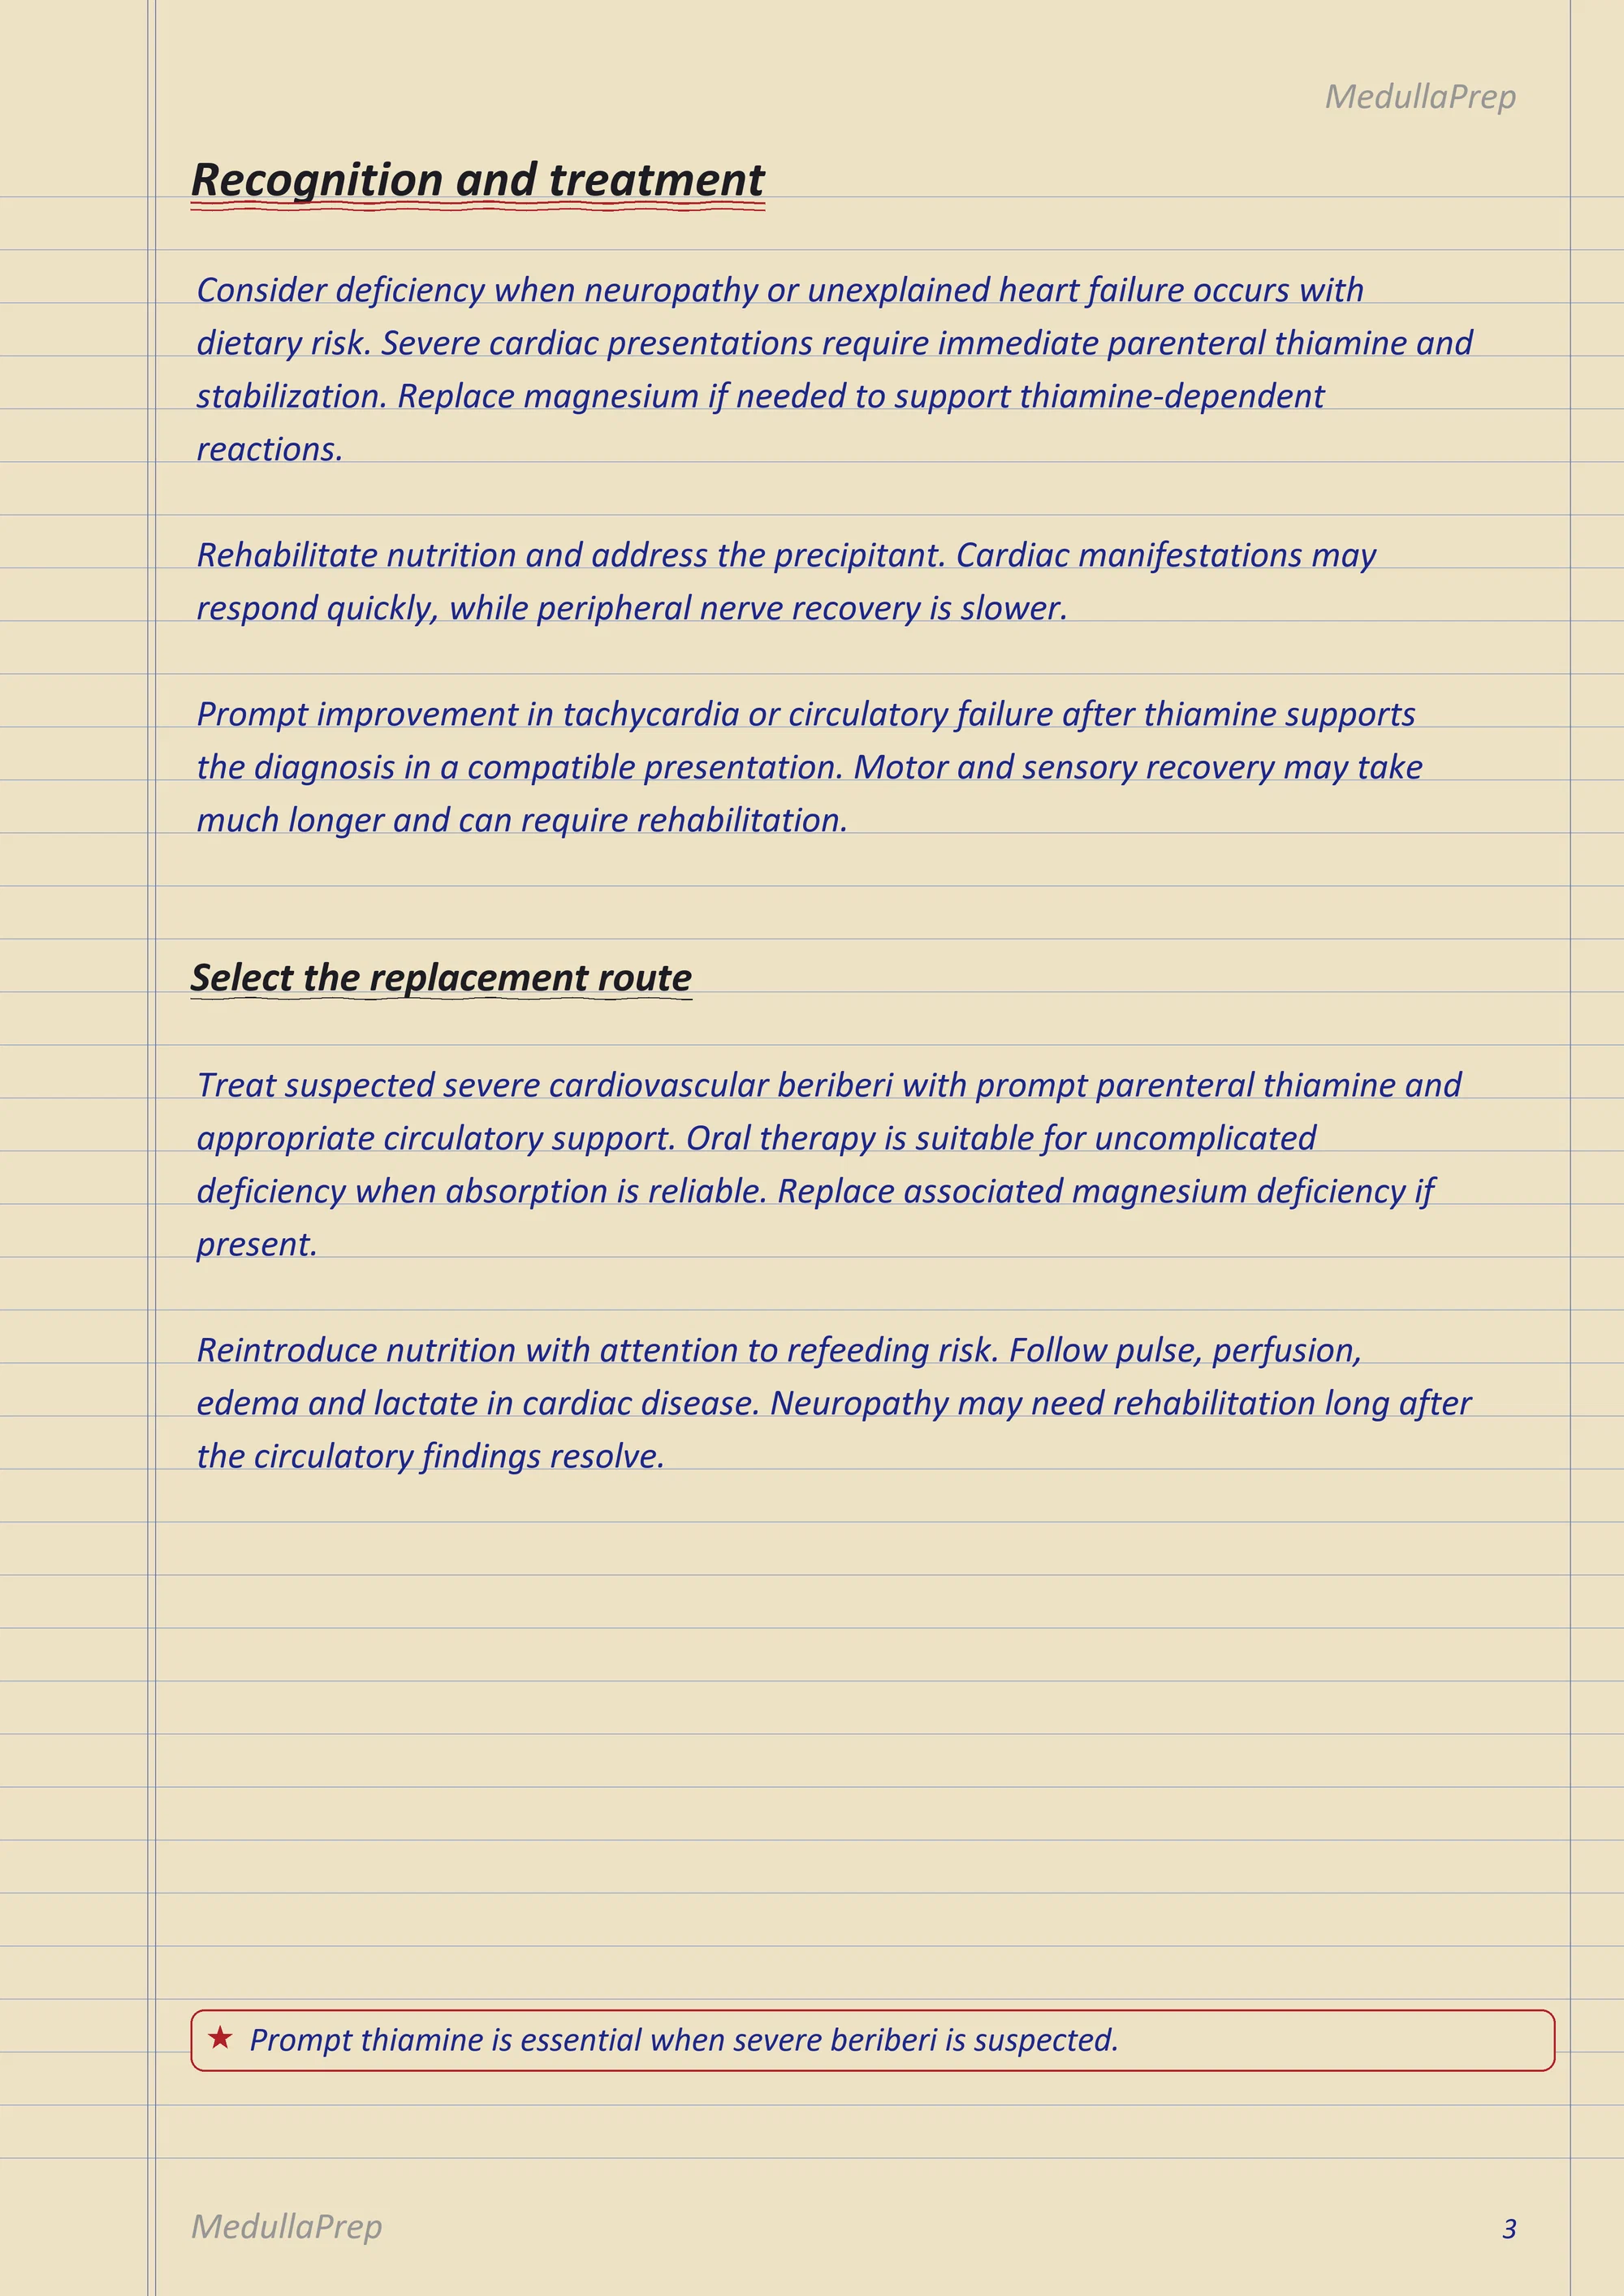 MedullaPrep
Recognition and treatment
Consider deficiency when neuropathy or unexplained heart failure occurs with
dietary risk. Severe cardiac presentations require immediate parenteral thiamine and
stabilization. Replace magnesium if needed to support thiamine-dependent
reactions.
Rehabilitate nutrition and address the precipitant. Cardiac manifestations may
respond quickly, while peripheral nerve recovery is slower.
Prompt improvement in tachycardia or circulatory failure after thiamine supports
the diagnosis in a compatible presentation. Motor and sensory recovery may take
much longer and can require rehabilitation.
Select the replacement route
Treat suspected severe cardiovascular beriberi with prompt parenteral thiamine and
appropriate circulatory support. Oral therapy is suitable for uncomplicated
deficiency when absorption is reliable. Replace associated magnesium deficiency if
present.
Reintroduce nutrition with attention to refeeding risk. Follow pulse, perfusion,
edema and lactate in cardiac disease. Neuropathy may need rehabilitation long after
the circulatory findings resolve.
★ Prompt thiamine is essential when severe beriberi is suspected.
MedullaPrep
3